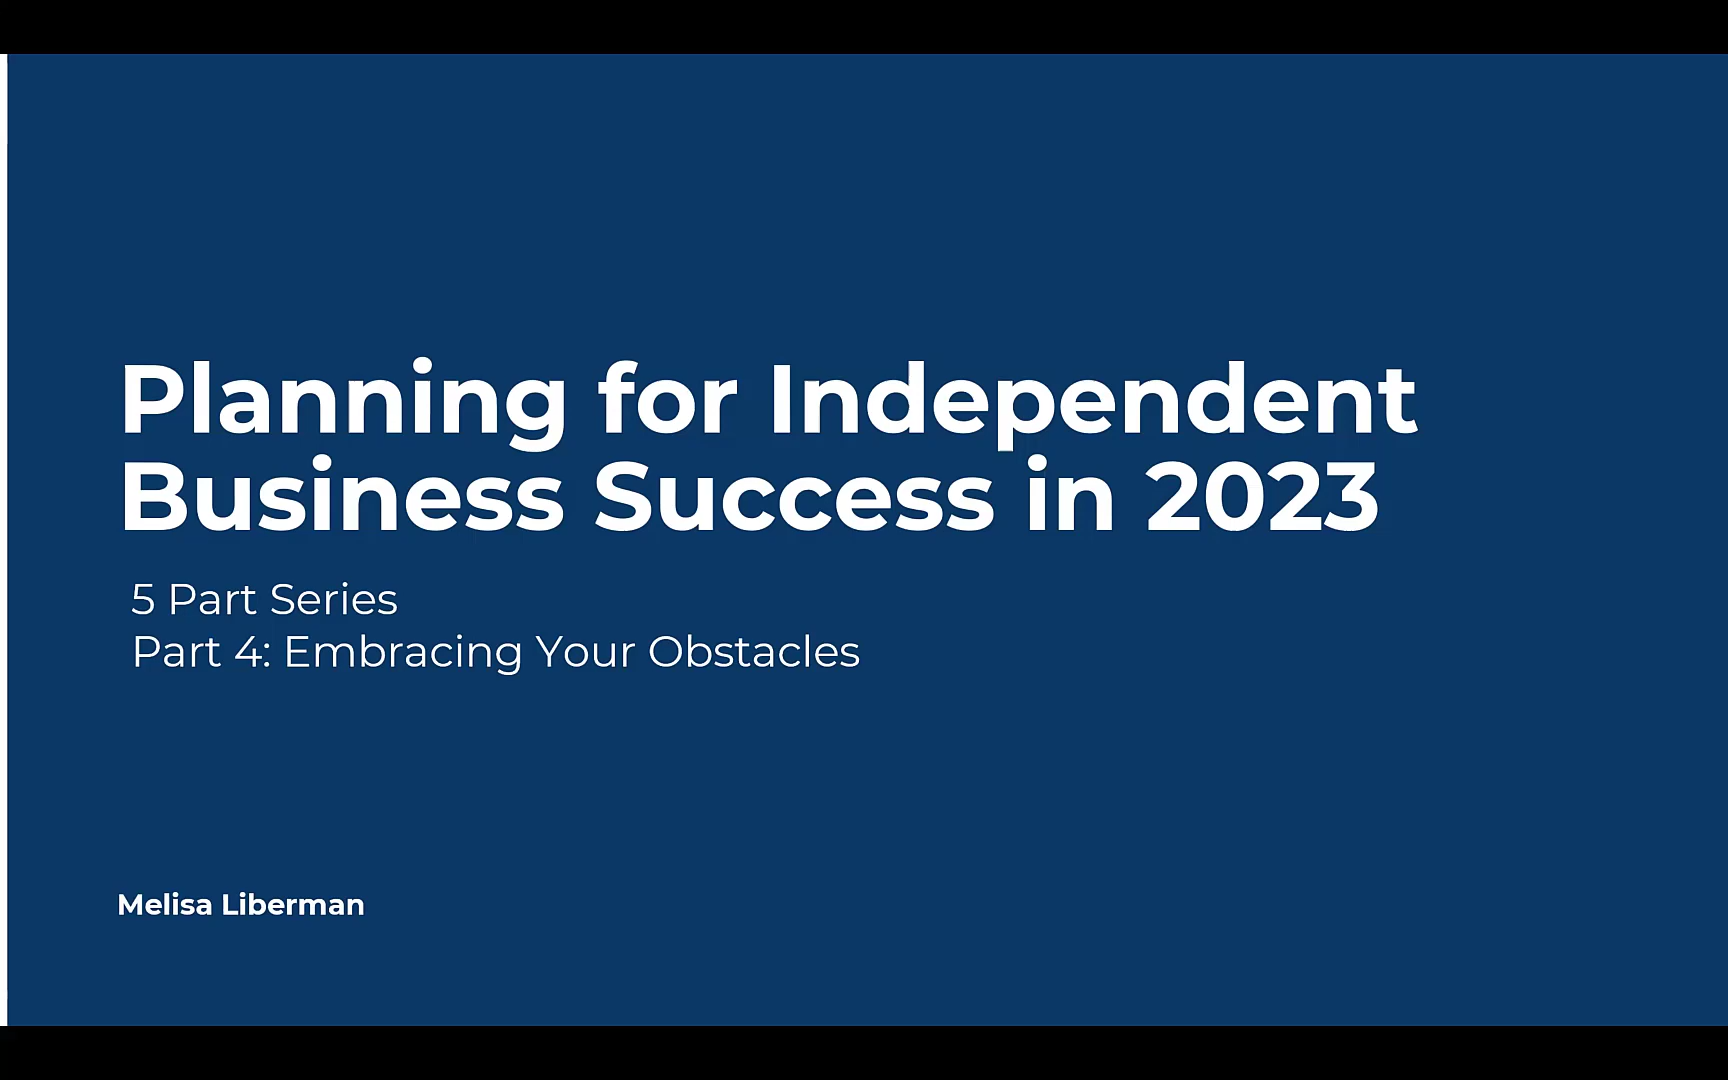 Planning for Independent
Business Success in 2023
5 Part Series
Part 4: Embracing Your Obstacles
Melisa Liberman